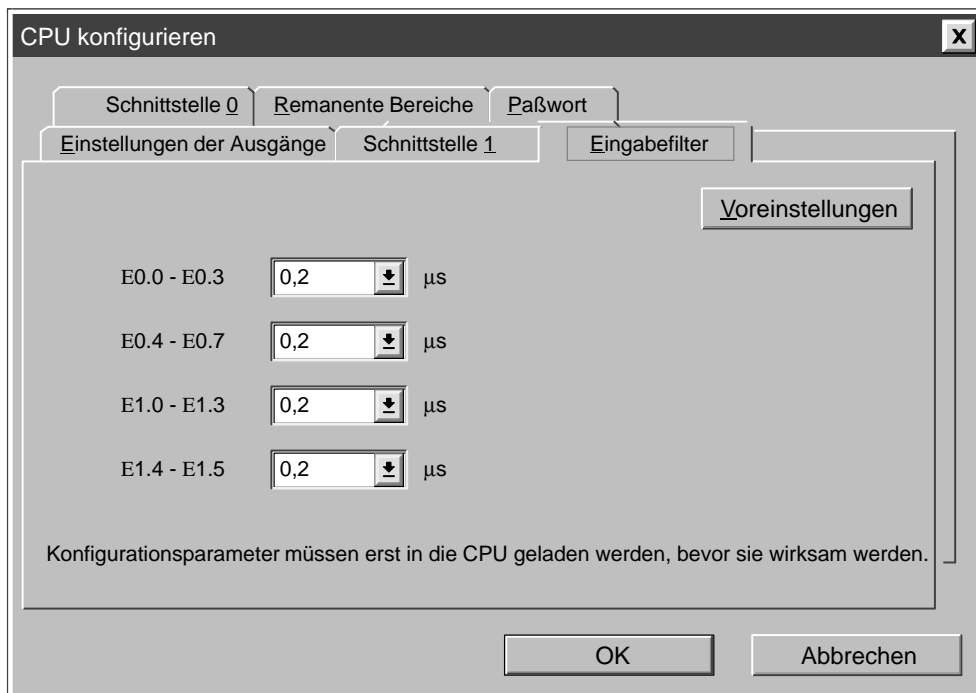 CPU konfigurieren
Schnittstelle 0 Remanente Bereiche Paßwort
Einstellungen der Ausgänge Schnittstelle 1 Eingabefilter
Voreinstellungen
E0.0 - E0.3 0,2 µs
E0.4 - E0.7 0,2 µs
E1.0 - E1.3 0,2 µs
E1.4 - E1.5 0,2 µs
Konfigurationsparameter müssen erst in die CPU geladen werden, bevor sie wirksam werden.
OK Abbrechen